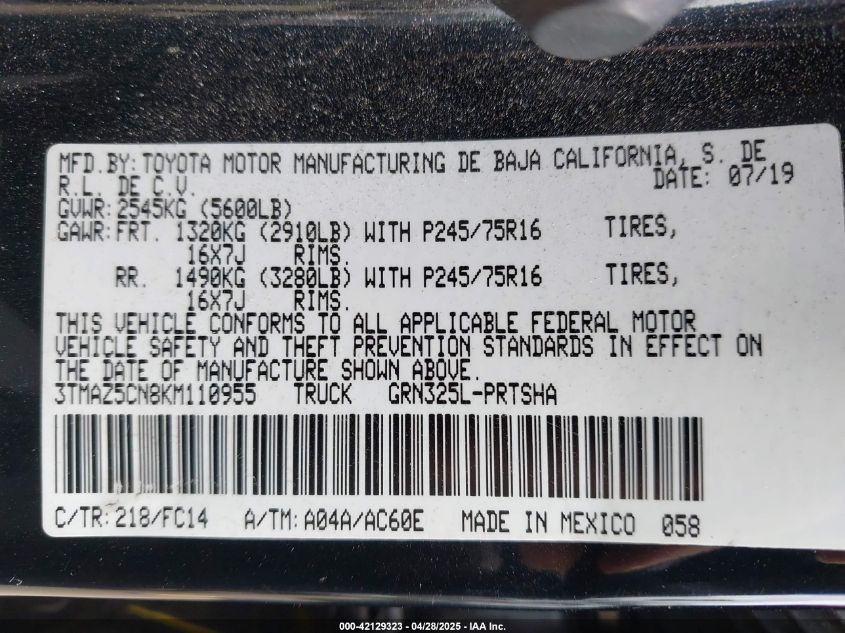 MFD.BY:TOYOTA MOTOR MANUFACTURING DE BAJA CALIFORNIA, S. DE
R.L. DE C.V. DATE: 07/19
GVWR:2545KG (5600LB)
GAWR:FRT. 1320KG (2910LB) WITH P245/75R16 TIRES,
16X7J RIMS.
RR. 1490KG (3280LB) WITH P245/75R16 TIRES,
16X7J RIMS.
THIS VEHICLE CONFORMS TO ALL APPLICABLE FEDERAL MOTOR
VEHICLE SAFETY AND THEFT PREVENTION STANDARDS IN EFFECT ON
THE DATE OF MANUFACTURE SHOWN ABOVE.
3TMAZ5CN8KM110955 TRUCK GRN325L-PRTSHA
C/TR:218/FC14 A/TM:A04A/AC60E MADE IN MEXICO 058
000-42129323 | 04/28/2025 - IAA Inc.